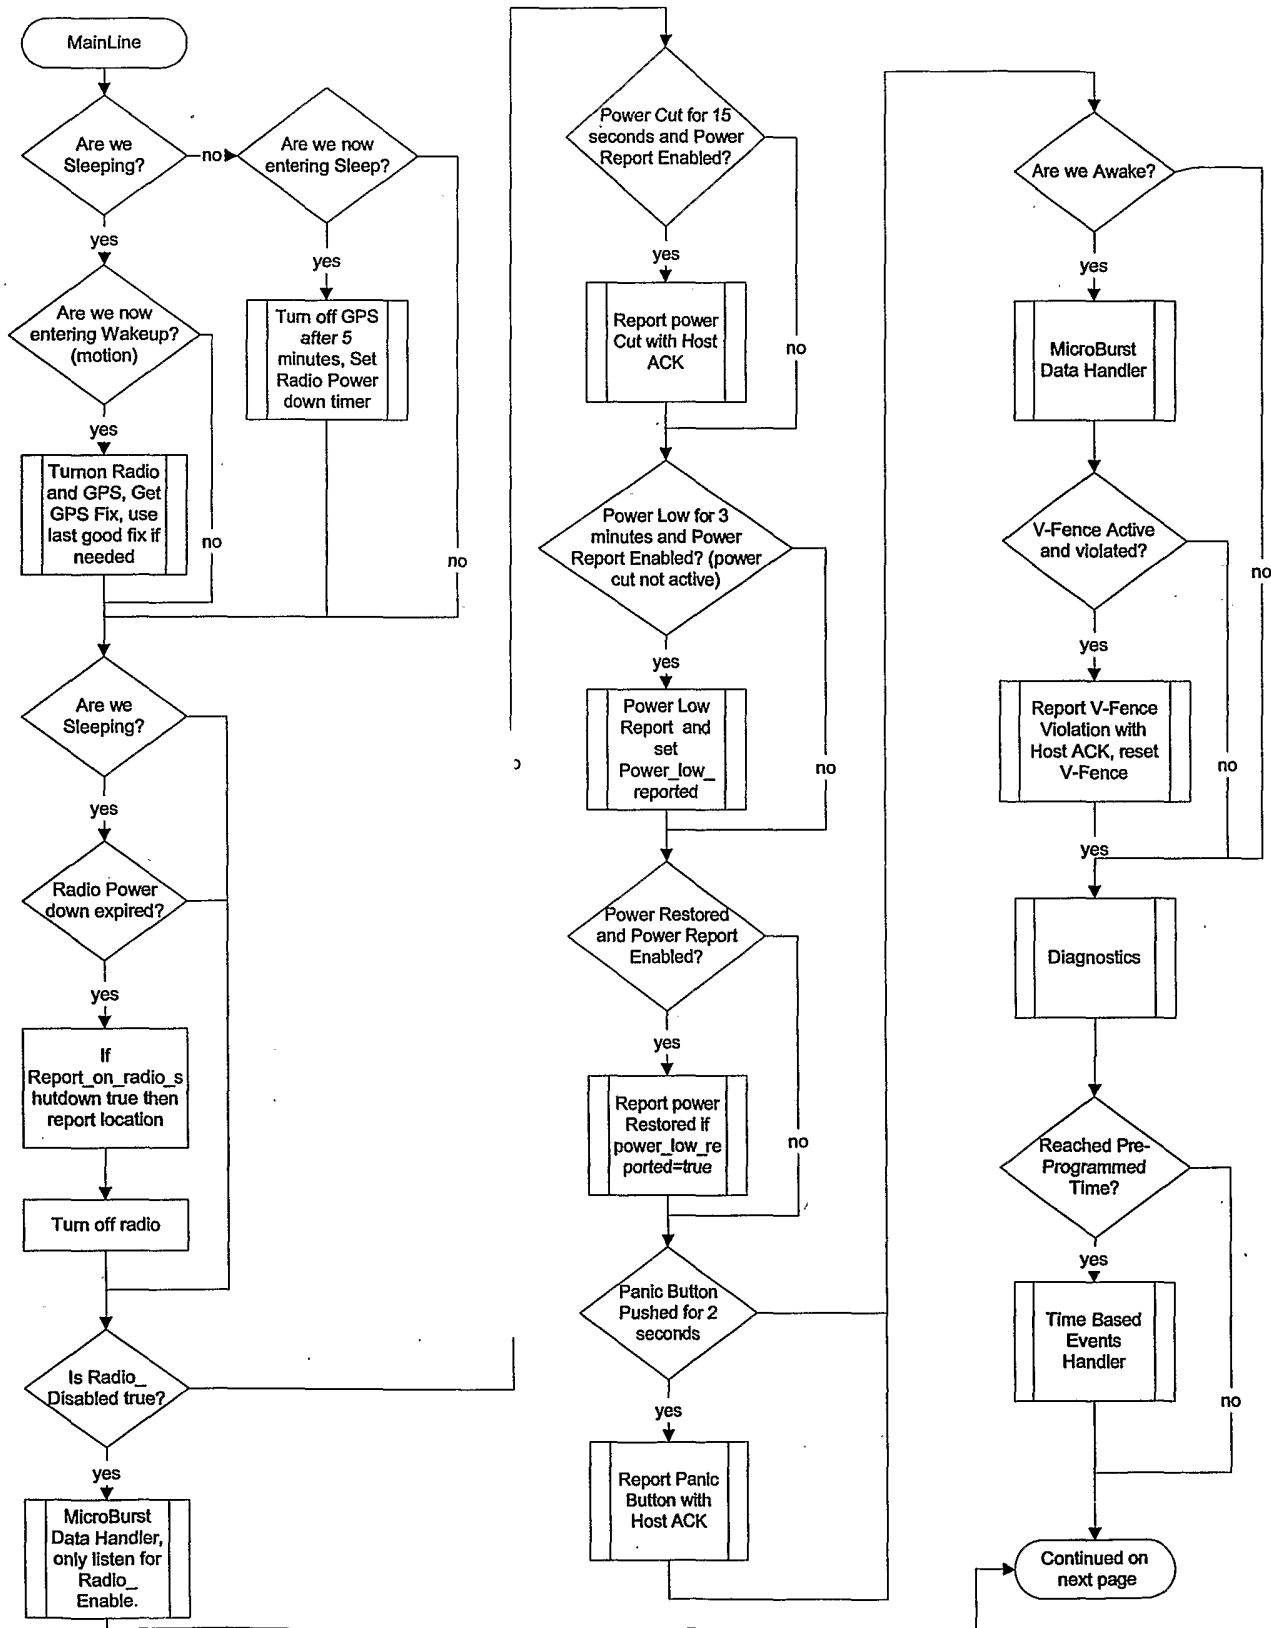 MainLine
Are we
Sleeping?
no
Are we now
entering Sleep?
yes
yes
Are we now
entering Wakeup?
(motion)
Turn off GPS
after 5
minutes, Set
Radio Power
down timer
yes
Turnon Radio
and GPS, Get
GPS Fix, use
last good fix if
needed
no
no
Are we
Sleeping?
yes
Radio Power
down expired?
yes
If
Report_on_radio_s
hutdown true then
report location
Turn off radio
Is Radio_
Disabled true?
yes
MicroBurst
Data Handler,
only listen for
Radio_
Enable.
Power Cut for 15
seconds and Power
Report Enabled?
yes
Report power
Cut with Host
ACK
no
Power Low for 3
minutes and Power
Report Enabled? (power
cut not active)
yes
Power Low
Report and
set
Power_low_
reported
no
Power Restored
and Power Report
Enabled?
yes
Report power
Restored if
power_low_re
ported=true
no
Panic Button
Pushed for 2
seconds
yes
Report Panic
Button with
Host ACK
Are we Awake?
yes
MicroBurst
Data Handler
V-Fence Active
and violated?
no
yes
Report V-Fence
Violation with
Host ACK, reset
V-Fence
no
yes
Diagnostics
Reached Pre-
Programmed
Time?
yes
Time Based
Events
Handler
no
Continued on
next page